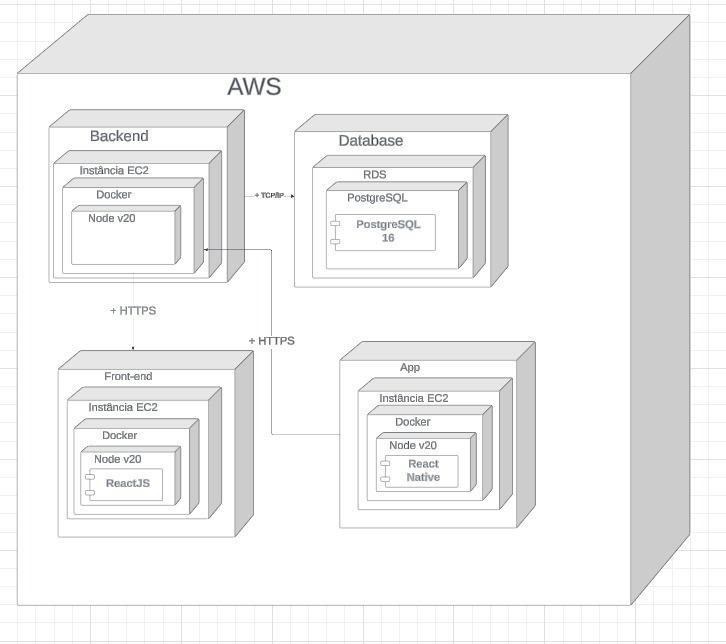 AWS
Backend
Instância EC2
Docker
Node v20
+ TCP/IP
Database
RDS
PostgreSQL
PostgreSQL
16
+ HTTPS
+ HTTPS
Front-end
Instância EC2
Docker
Node v20
ReactJS
App
Instância EC2
Docker
Node v20
React
Native